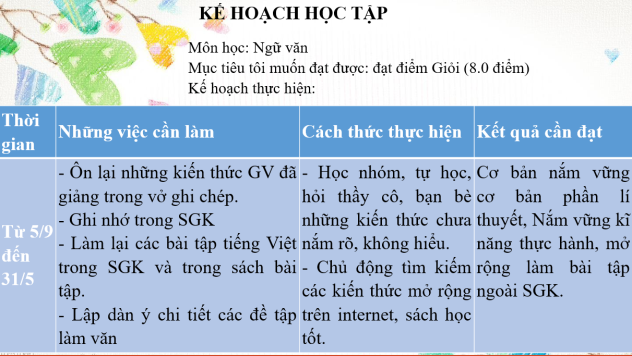 KẾ HOẠCH HỌC TẬP
Môn học: Ngữ văn
Mục tiêu tôi muốn đạt được: đạt điểm Giỏi (8.0 điểm)
Kế hoạch thực hiện:
Thời gian
Những việc cần làm
Cách thức thực hiện
Kết quả cần đạt
Từ 5/9
đến
31/5
- Ôn lại những kiến thức GV đã
giảng trong vở ghi chép.
- Ghi nhớ trong SGK
- Làm lại các bài tập tiếng Việt
trong SGK và trong sách bài
tập.
- Lập dàn ý chi tiết các đề tập
làm văn
- Học nhóm, tự học,
hỏi thầy cô, bạn bè
những kiến thức chưa
nắm rõ, không hiểu.
- Chủ động tìm kiếm
các kiến thức mở rộng
trên internet, sách học
tốt.
Cơ bản nắm vững
cơ bản phần lí
thuyết, Nắm vững kĩ
năng thực hành, mở
rộng làm bài tập
ngoài SGK.